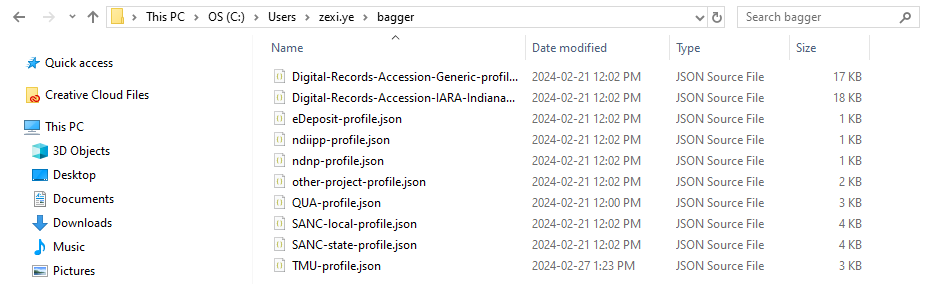 This PC > OS (C:) > Users > zexi.ye > bagger
Search bagger
Name Date modified Type Size
Quick access
Creative Cloud Files
This PC
3D Objects
Desktop
Documents
Downloads
Music
Pictures
Digital-Records-Accession-Generic-profil... 2024-02-21 12:02 PM JSON Source File 17 KB
Digital-Records-Accession-IARA-Indiana... 2024-02-21 12:02 PM JSON Source File 18 KB
eDeposit-profile.json 2024-02-21 12:02 PM JSON Source File 1 KB
ndiipp-profile.json 2024-02-21 12:02 PM JSON Source File 1 KB
ndnp-profile.json 2024-02-21 12:02 PM JSON Source File 1 KB
other-project-profile.json 2024-02-21 12:02 PM JSON Source File 2 KB
QUA-profile.json 2024-02-21 12:00 PM JSON Source File 3 KB
SANC-local-profile.json 2024-02-21 12:02 PM JSON Source File 4 KB
SANC-state-profile.json 2024-02-21 12:02 PM JSON Source File 4 KB
TMU-profile.json 2024-02-27 1:23 PM JSON Source File 3 KB